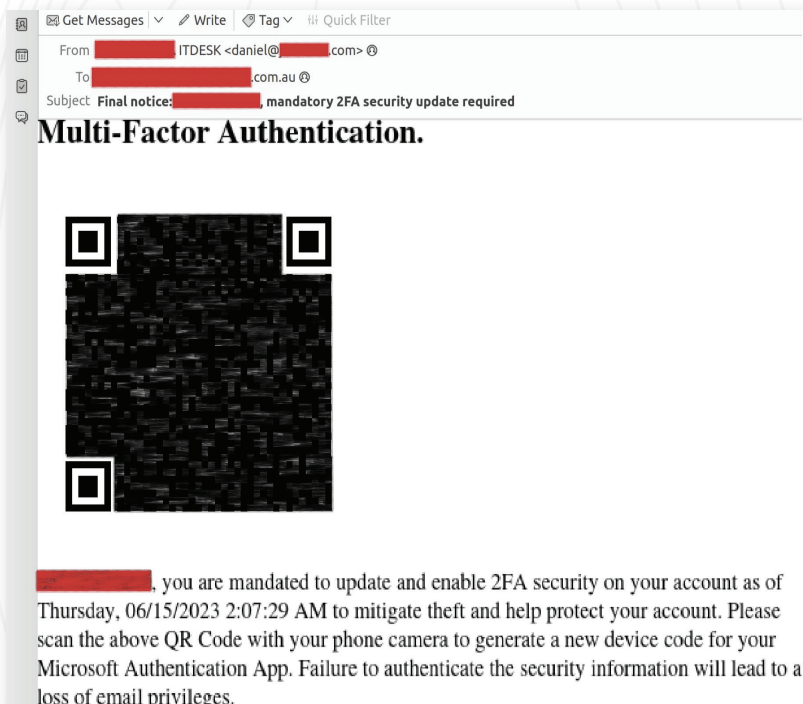 Get Messages Write Tag Quick Filter
From ITDESK <daniel@ .com>
To .com.au
Subject Final notice: , mandatory 2FA security update required
Multi-Factor Authentication.
, you are mandated to update and enable 2FA security on your account as of
Thursday, 06/15/2023 2:07:29 AM to mitigate theft and help protect your account. Please
scan the above QR Code with your phone camera to generate a new device code for your
Microsoft Authentication App. Failure to authenticate the security information will lead to a
loss of email privileges.